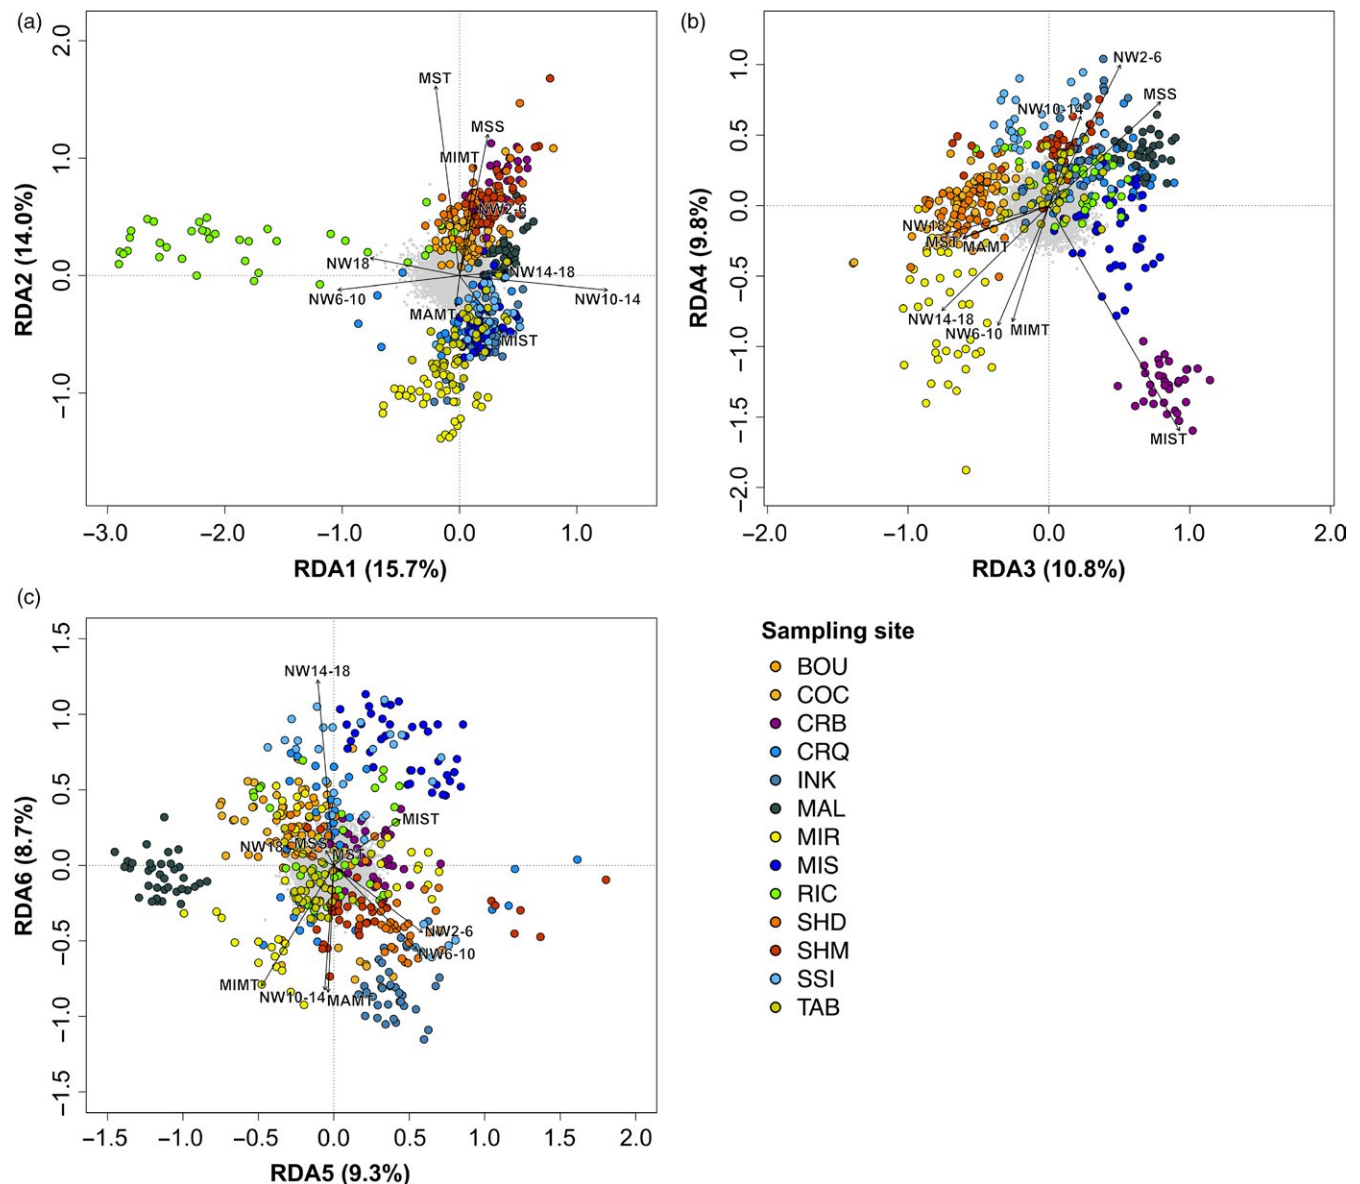 (a)
2.0
1.0
0.0
−1.0
RDA2 (14.0%)
MST
MSS
MIMT
NW2-6
NW18
NW14-18
NW6-10
NW10-14
MAMT
MIST
−3.0 −2.0 −1.0 0.0 1.0
RDA1 (15.7%)
(b)
1.0
0.5
0.0
−0.5
−1.0
−1.5
−2.0
RDA4 (9.8%)
NW2-6
MSS
NW10-14
NW18
MST
MAMT
NW14-18
NW6-10
MIMT
MIST
−2.0 −1.0 0.0 1.0 2.0
RDA3 (10.8%)
(c)
1.5
1.0
0.5
0.0
−0.5
−1.0
−1.5
RDA6 (8.7%)
NW14-18
MIST
NW18
MSS
MST
NW2-6
NW6-10
MIMT
NW10-14
MAMT
−1.5 −1.0 −0.5 0.0 0.5 1.0 1.5 2.0
RDA5 (9.3%)
Sampling site
BOU
COC
CRB
CRQ
INK
MAL
MIR
MIS
RIC
SHD
SHM
SSI
TAB